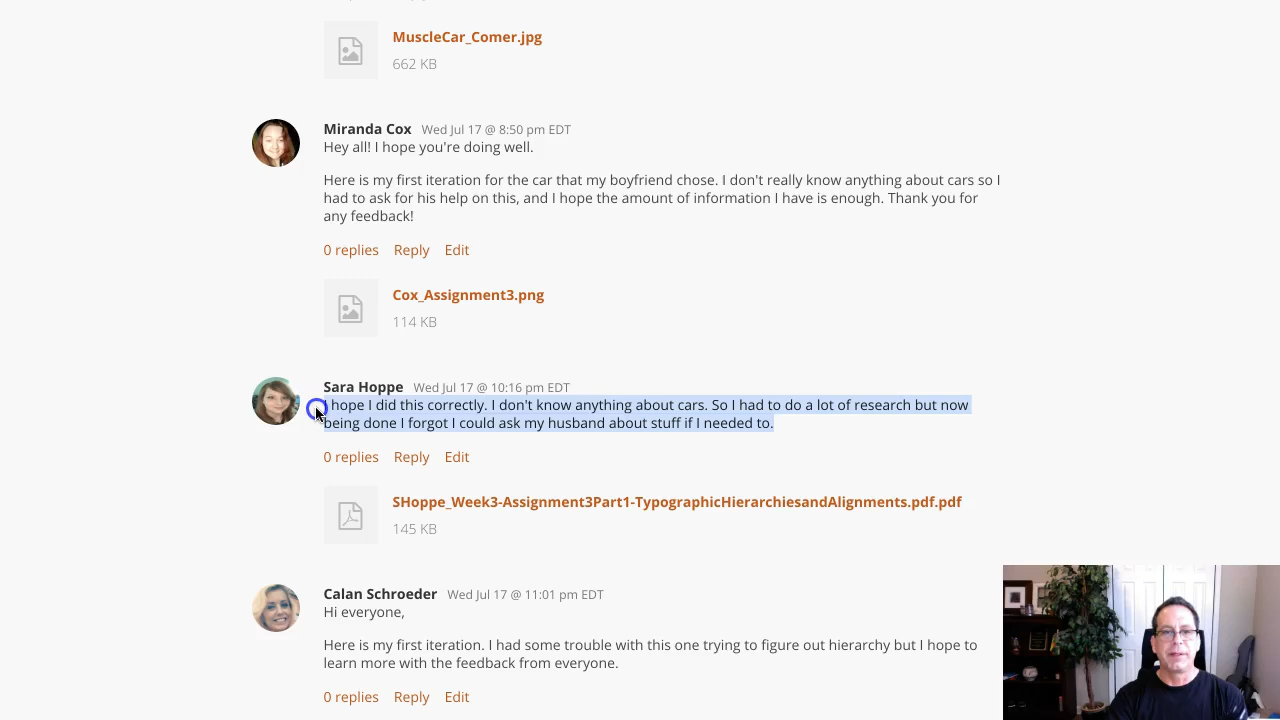 MuscleCar_Comer.jpg
662 KB
Miranda Cox Wed Jul 17 @ 8:50 pm EDT
Hey all! I hope you're doing well.
Here is my first iteration for the car that my boyfriend chose. I don't really know anything about cars so I
had to ask for his help on this, and I hope the amount of information I have is enough. Thank you for
any feedback!
0 replies Reply Edit
Cox_Assignment3.png
114 KB
Sara Hoppe Wed Jul 17 @ 10:16 pm EDT
I hope I did this correctly. I don't know anything about cars. So I had to do a lot of research but now
being done I forgot I could ask my husband about stuff if I needed to.
0 replies Reply Edit
SHoppe_Week3-Assignment3Part1-TypographicHierarchiesandAlignments.pdf.pdf
145 KB
Calan Schroeder Wed Jul 17 @ 11:01 pm EDT
Hi everyone,
Here is my first iteration. I had some trouble with this one trying to figure out hierarchy but I hope to
learn more with the feedback from everyone.
0 replies Reply Edit